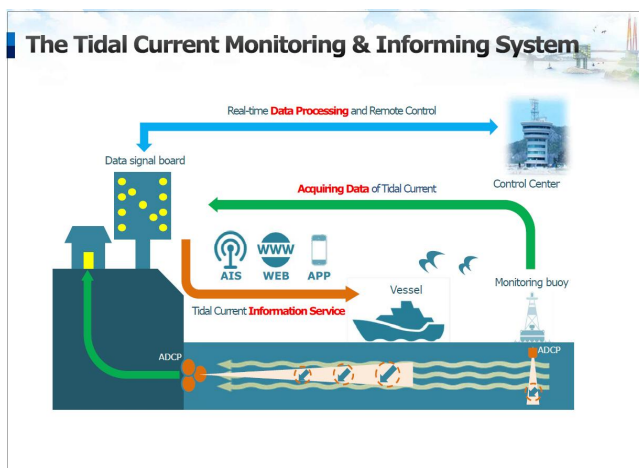 The Tidal Current Monitoring & Informing System
Real-time Data Processing and Remote Control
Data signal board
Control Center
Acquiring Data of Tidal Current
WWW
AIS
WEB
APP
Vessel
Monitoring buoy
Tidal Current Information Service
ADCP
ADCP